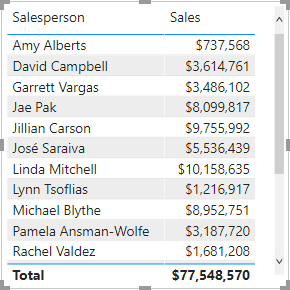 Salesperson Sales
Amy Alberts $737,568
David Campbell $3,614,761
Garrett Vargas $3,486,102
Jae Pak $8,099,817
Jillian Carson $9,755,992
José Saraiva $5,536,439
Linda Mitchell $10,158,635
Lynn Tsoflias $1,216,917
Michael Blythe $8,952,751
Pamela Ansman-Wolfe $3,187,720
Rachel Valdez $1,681,208
Total $77,548,570